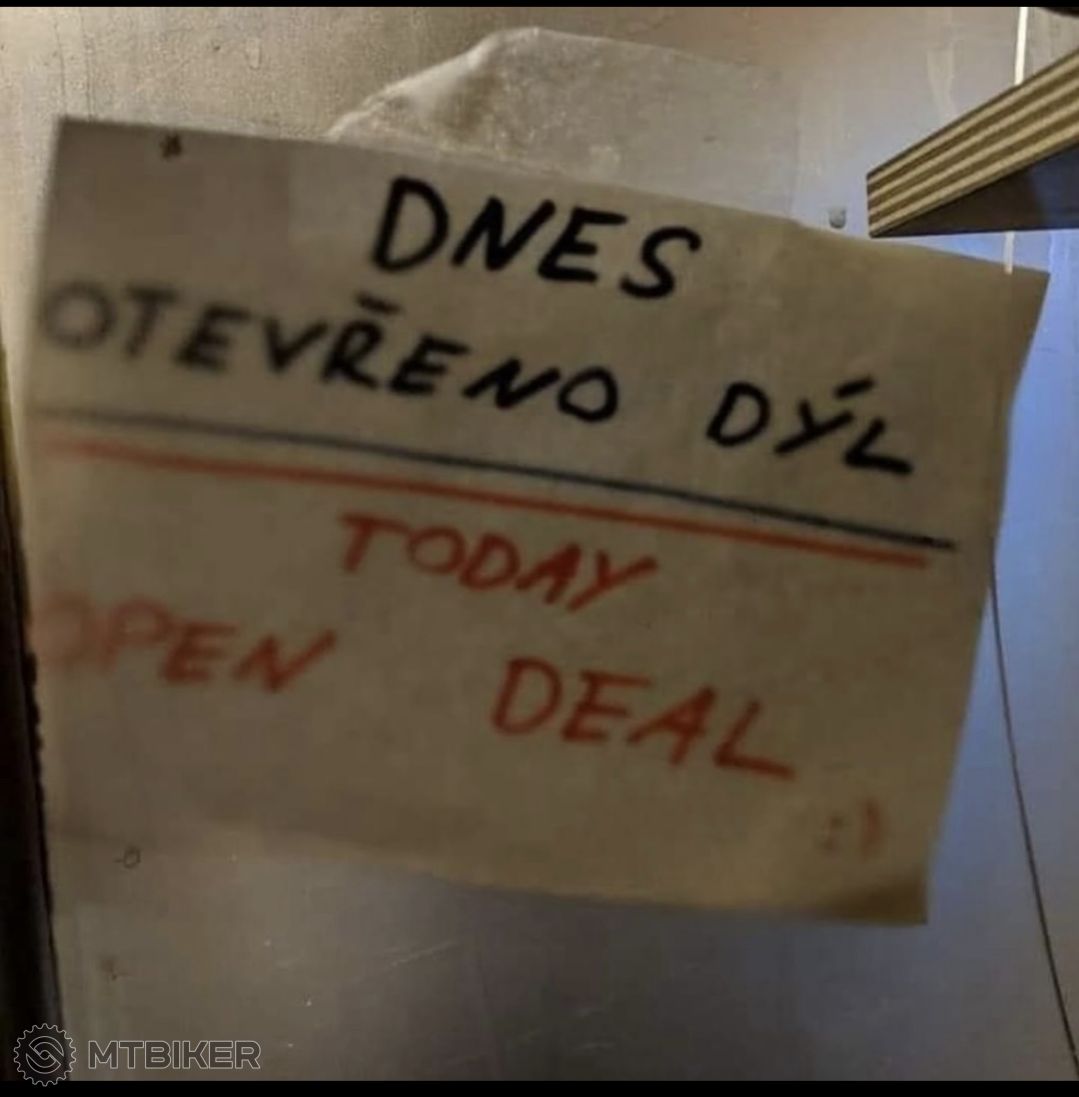 DNES
OTEVŘENO DÝL
TODAY
OPEN DEAL
:)
MTBIKER